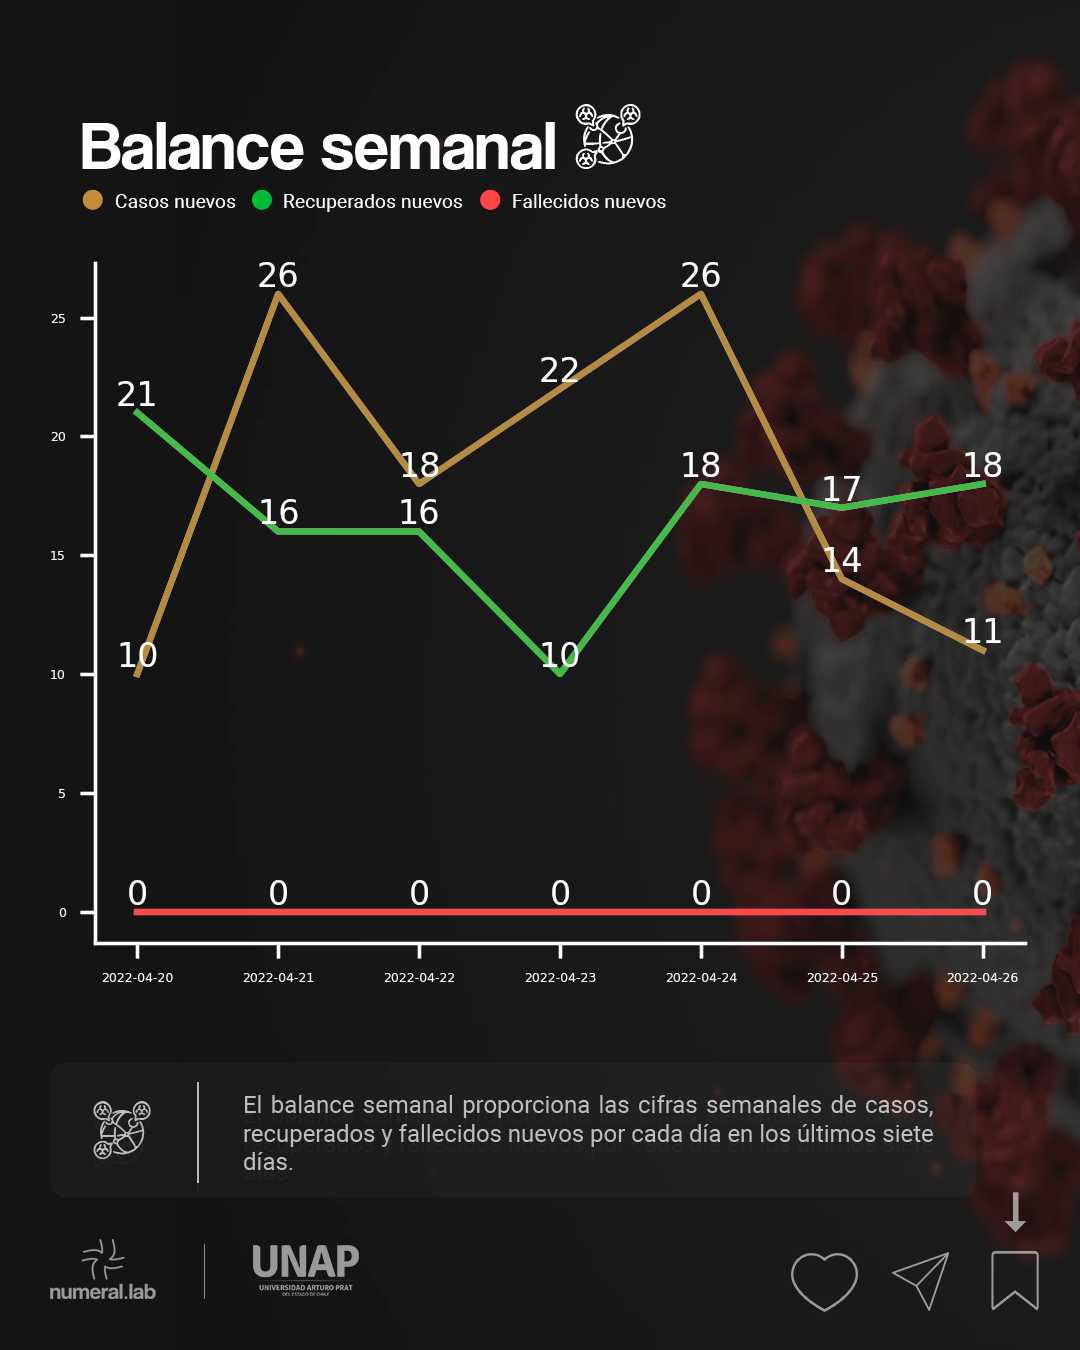 Balance semanal
Casos nuevos Recuperados nuevos Fallecidos nuevos
26 26
25
22
21
20
18 18 18
17
16 16
15
14
11
10 10
10
5
0 0 0 0 0 0 0
0
2022-04-20 2022-04-21 2022-04-22 2022-04-23 2022-04-24 2022-04-25 2022-04-26
El balance semanal proporciona las cifras semanales de casos,
recuperados y fallecidos nuevos por cada día en los últimos siete
días.
numeral.lab
UNAP
UNIVERSIDAD ARTURO PRAT
DEL ESTADO DE CHILE